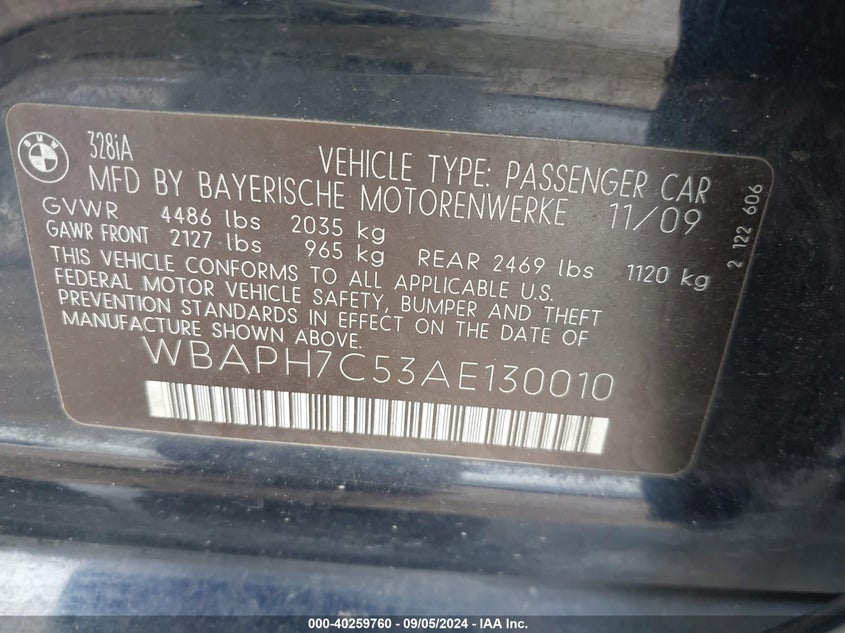 BMW
328iA
VEHICLE TYPE: PASSENGER CAR
MFD BY BAYERISCHE MOTORENWERKE 11/09
GVWR 4486 lbs 2035 kg
GAWR FRONT 2127 lbs 965 kg REAR 2469 lbs 1120 kg
THIS VEHICLE CONFORMS TO ALL APPLICABLE U.S.
FEDERAL MOTOR VEHICLE SAFETY, BUMPER AND THEFT
PREVENTION STANDARDS IN EFFECT ON THE DATE OF
MANUFACTURE SHOWN ABOVE.
WBAPH7C53AE130010
2 122 606
000-40259760 - 09/05/2024 - IAA Inc.